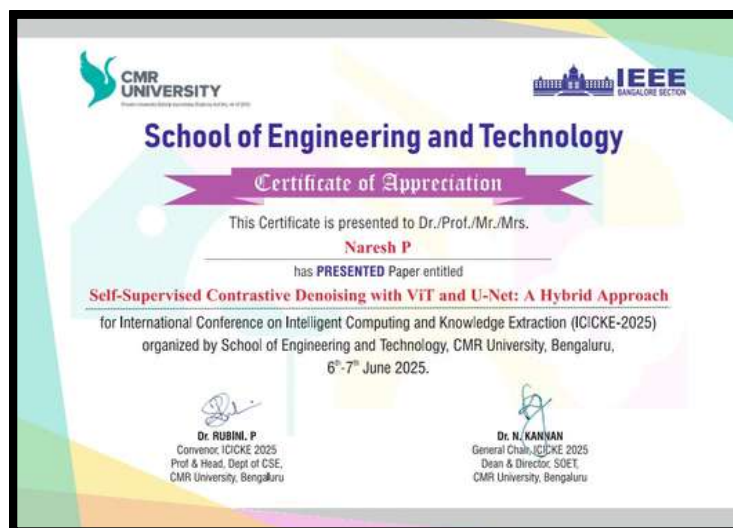 CMR
UNIVERSITY
IEEE
BANGALORE SECTION
School of Engineering and Technology
Certificate of Appreciation
This Certificate is presented to Dr./Prof./Mr./Mrs.
Naresh P
has PRESENTED Paper entitled
Self-Supervised Contrastive Denoising with ViT and U-Net: A Hybrid Approach
for International Conference on Intelligent Computing and Knowledge Extraction (ICICKE-2025)
organized by School of Engineering and Technology, CMR University, Bengaluru,
6th-7th June 2025.
Dr. RUBINI. P
Convenor, ICICKE 2025
Prof & Head, Dept of CSE,
CMR University, Bengaluru
Dr. N. KANNAN
General Chair, ICICKE 2025
Dean & Director, SOET,
CMR University, Bengaluru